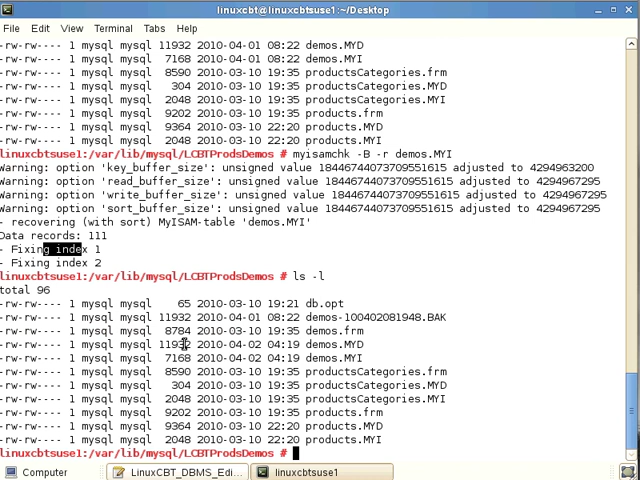 linuxcbt@linuxcbtsuse1:~/Desktop
File Edit View Terminal Tabs Help
-rw-rw---- 1 mysql mysql 11932 2010-04-01 08:22 demos.MYD
-rw-rw---- 1 mysql mysql 7168 2010-04-01 08:22 demos.MYI
-rw-rw---- 1 mysql mysql 8590 2010-03-10 19:35 productsCategories.frm
-rw-rw---- 1 mysql mysql 304 2010-03-10 19:35 productsCategories.MYD
-rw-rw---- 1 mysql mysql 2048 2010-03-10 19:35 productsCategories.MYI
-rw-rw---- 1 mysql mysql 9202 2010-03-10 19:35 products.frm
-rw-rw---- 1 mysql mysql 9364 2010-03-10 22:20 products.MYD
-rw-rw---- 1 mysql mysql 2048 2010-03-10 22:20 products.MYI
linuxcbtsuse1:/var/lib/mysql/LCBTProdsDemos # myisamchk -B -r demos.MYI
Warning: option 'key_buffer_size': unsigned value 18446744073709551615 adjusted to 4294963200
Warning: option 'read_buffer_size': unsigned value 18446744073709551615 adjusted to 4294967295
Warning: option 'write_buffer_size': unsigned value 18446744073709551615 adjusted to 4294967295
Warning: option 'sort_buffer_size': unsigned value 18446744073709551615 adjusted to 4294967295
- recovering (with sort) MyISAM-table 'demos.MYI'
Data records: 111
- Fixing index 1
- Fixing index 2
linuxcbtsuse1:/var/lib/mysql/LCBTProdsDemos # ls -l
total 96
-rw-rw---- 1 mysql mysql 65 2010-03-10 19:21 db.opt
-rw-rw---- 1 mysql mysql 11932 2010-04-01 08:22 demos-100402081948.BAK
-rw-rw---- 1 mysql mysql 8784 2010-03-10 19:35 demos.frm
-rw-rw---- 1 mysql mysql 11932 2010-04-02 04:19 demos.MYD
-rw-rw---- 1 mysql mysql 7168 2010-04-02 04:19 demos.MYI
-rw-rw---- 1 mysql mysql 8590 2010-03-10 19:35 productsCategories.frm
-rw-rw---- 1 mysql mysql 304 2010-03-10 19:35 productsCategories.MYD
-rw-rw---- 1 mysql mysql 2048 2010-03-10 19:35 productsCategories.MYI
-rw-rw---- 1 mysql mysql 9202 2010-03-10 19:35 products.frm
-rw-rw---- 1 mysql mysql 9364 2010-03-10 22:20 products.MYD
-rw-rw---- 1 mysql mysql 2048 2010-03-10 22:20 products.MYI
linuxcbtsuse1:/var/lib/mysql/LCBTProdsDemos #
Computer LinuxCBT_DBMS_Edi... linuxcbtsuse1